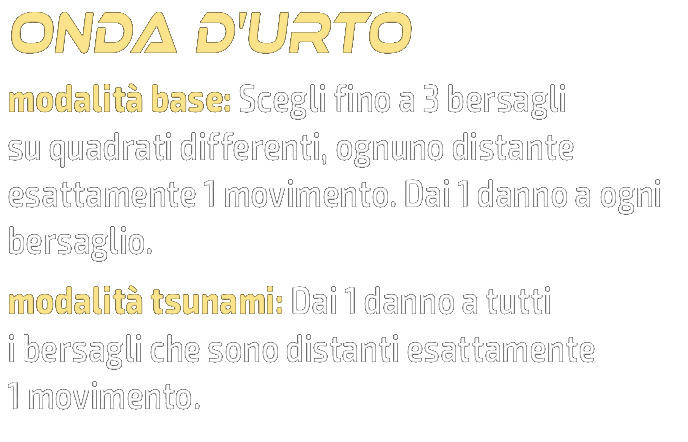 ONDA D'URTO
modalità base: Scegli fino a 3 bersagli
su quadrati differenti, ognuno distante
esattamente 1 movimento. Dai 1 danno a ogni
bersaglio.
modalità tsunami: Dai 1 danno a tutti
i bersagli che sono distanti esattamente
1 movimento.